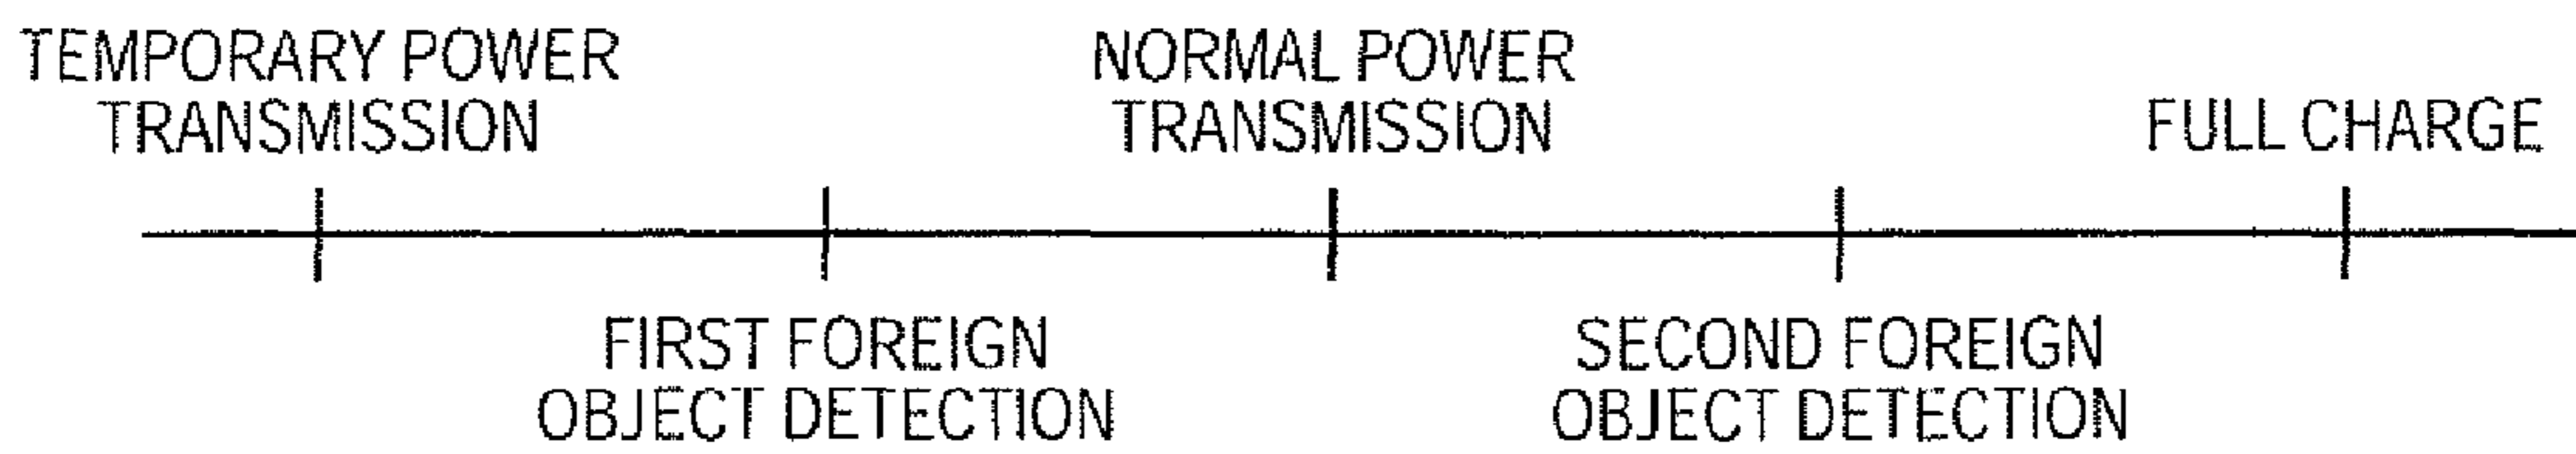 TEMPORARY POWER
TRANSMISSION
NORMAL POWER
TRANSMISSION
FULL CHARGE
FIRST FOREIGN
OBJECT DETECTION
SECOND FOREIGN
OBJECT DETECTION